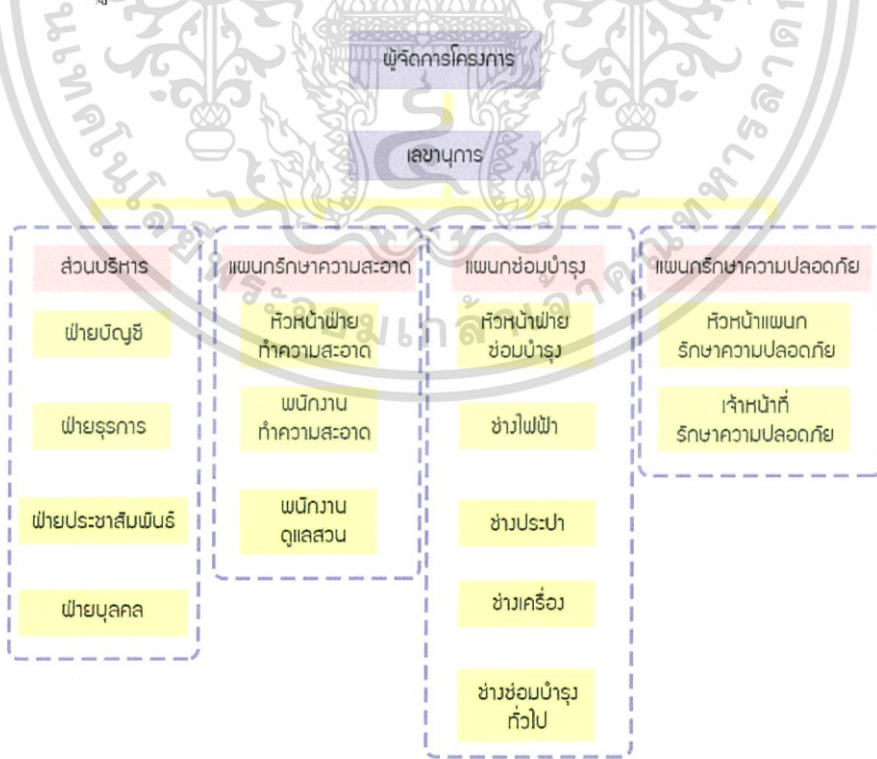 ผู้จัดการโครงการ
เลขานุการ
ส่วนบริหาร
ฝ่ายบัญชี
ฝ่ายธุรการ
ฝ่ายประชาสัมพันธ์
ฝ่ายบุคคล
แผนกรักษาความสะอาด
หัวหน้าฝ่าย
ทำความสะอาด
พนักงาน
ทำความสะอาด
พนักงาน
ดูแลสวน
แผนกซ่อมบำรุง
หัวหน้าฝ่าย
ซ่อมบำรุง
ช่างไฟฟ้า
ช่างประปา
ช่างเครื่อง
ช่างซ่อมบำรุง
ทั่วไป
แผนกรักษาความปลอดภัย
หัวหน้าแผนก
รักษาความปลอดภัย
เจ้าหน้าที่
รักษาความปลอดภัย